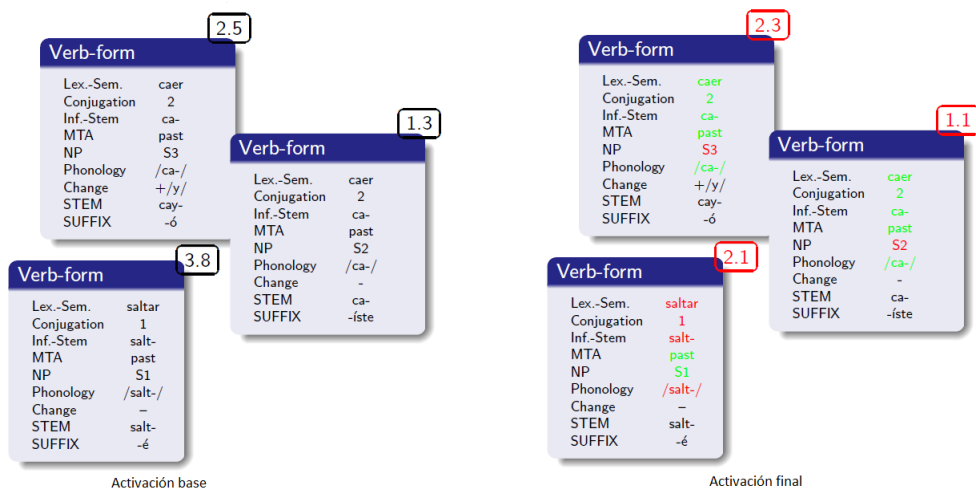 2.5
Verb-form
Lex.-Sem. caer
Conjugation 2
Inf.-Stem ca-
MTA past
NP S3
Phonology /ca-/
Change +/y/
STEM cay-
SUFFIX -ó
1.3
Verb-form
Lex.-Sem. caer
Conjugation 2
Inf.-Stem ca-
MTA past
NP S2
Phonology /ca-/
Change -
STEM ca-
SUFFIX -íste
3.8
Verb-form
Lex.-Sem. saltar
Conjugation 1
Inf.-Stem salt-
MTA past
NP S1
Phonology /salt-/
Change –
STEM salt-
SUFFIX -é
Activación base
2.3
Verb-form
Lex.-Sem. caer
Conjugation 2
Inf.-Stem ca-
MTA past
NP S3
Phonology /ca-/
Change +/y/
STEM cay-
SUFFIX -ó
1.1
Verb-form
Lex.-Sem. caer
Conjugation 2
Inf.-Stem ca-
MTA past
NP S2
Phonology /ca-/
Change -
STEM ca-
SUFFIX -íste
2.1
Verb-form
Lex.-Sem. saltar
Conjugation 1
Inf.-Stem salt-
MTA past
NP S1
Phonology /salt-/
Change –
STEM salt-
SUFFIX -é
Activación final